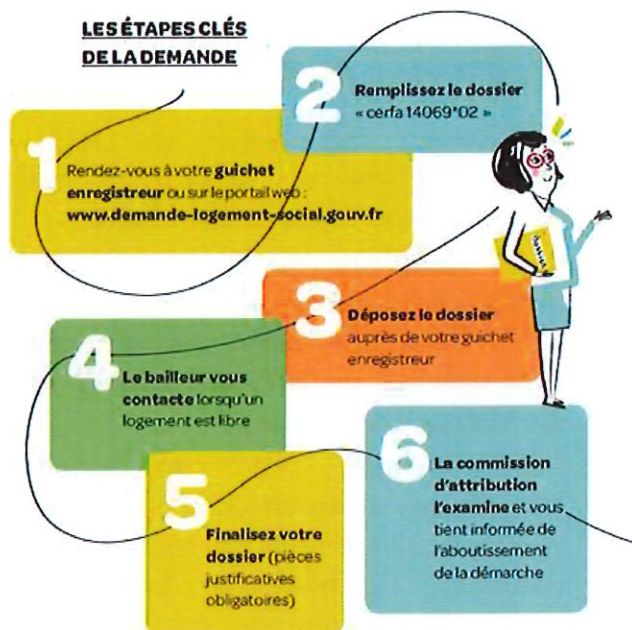 LES ÉTAPES CLÉS
DE LA DEMANDE
1
Rendez-vous à votre guichet
enregistreur ou sur le portail web :
www.demande-logement-social.gouv.fr
2
Remplissez le dossier
« cerfa 14069*02 »
3
Déposez le dossier
auprès de votre guichet
enregistreur
4
Le bailleur vous
contacte lorsqu'un
logement est libre
5
Finalisez votre
dossier (pièces
justificatives
obligatoires)
6
La commission
d'attribution
l'examine et vous
tient informée de
l'aboutissement
de la démarche